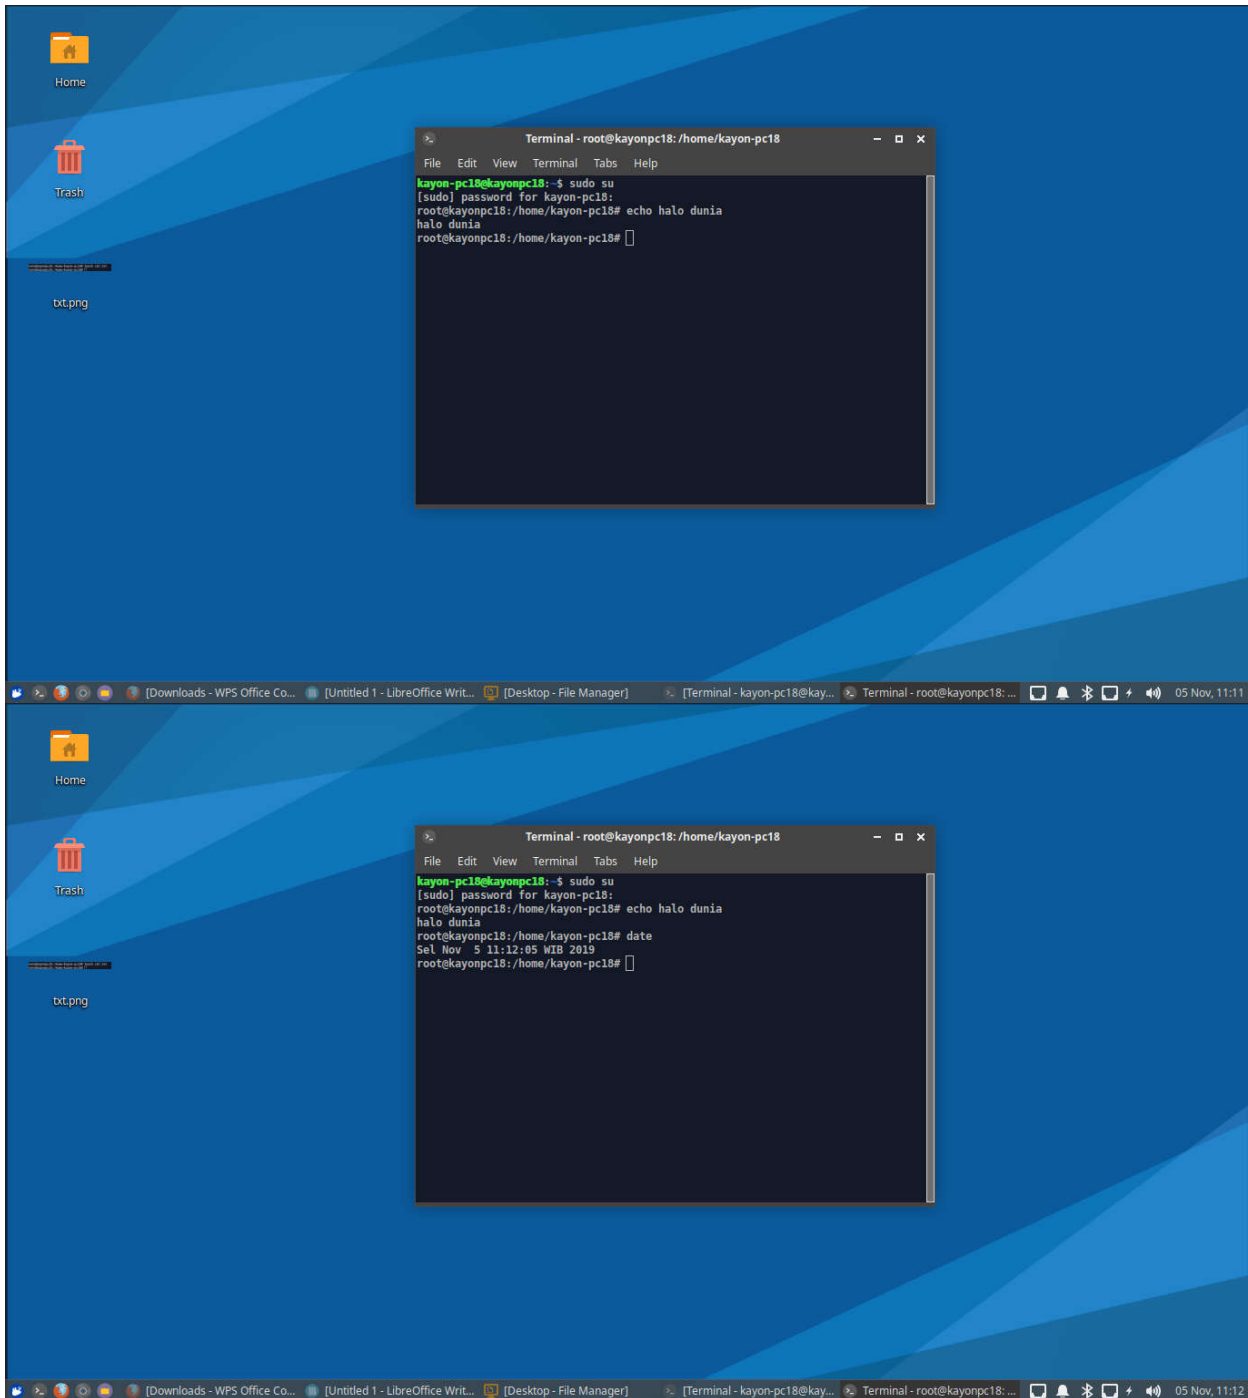 Home
Trash
txt.png
Terminal - root@kayonpc18: /home/kayon-pc18
File Edit View Terminal Tabs Help
kayon-pc18@kayonpc18:~$ sudo su
[sudo] password for kayon-pc18:
root@kayonpc18:/home/kayon-pc18# echo halo dunia
halo dunia
root@kayonpc18:/home/kayon-pc18#
[Downloads - WPS Office Co... [Untitled 1 - LibreOffice Writ... [Desktop - File Manager] [Terminal - kayon-pc18@kay... Terminal - root@kayonpc18: ... 05 Nov, 11:11
Home
Trash
txt.png
Terminal - root@kayonpc18: /home/kayon-pc18
File Edit View Terminal Tabs Help
kayon-pc18@kayonpc18:~$ sudo su
[sudo] password for kayon-pc18:
root@kayonpc18:/home/kayon-pc18# echo halo dunia
halo dunia
root@kayonpc18:/home/kayon-pc18# date
Sel Nov  5 11:12:05 WIB 2019
root@kayonpc18:/home/kayon-pc18#
[Downloads - WPS Office Co... [Untitled 1 - LibreOffice Writ... [Desktop - File Manager] [Terminal - kayon-pc18@kay... Terminal - root@kayonpc18: ... 05 Nov, 11:12